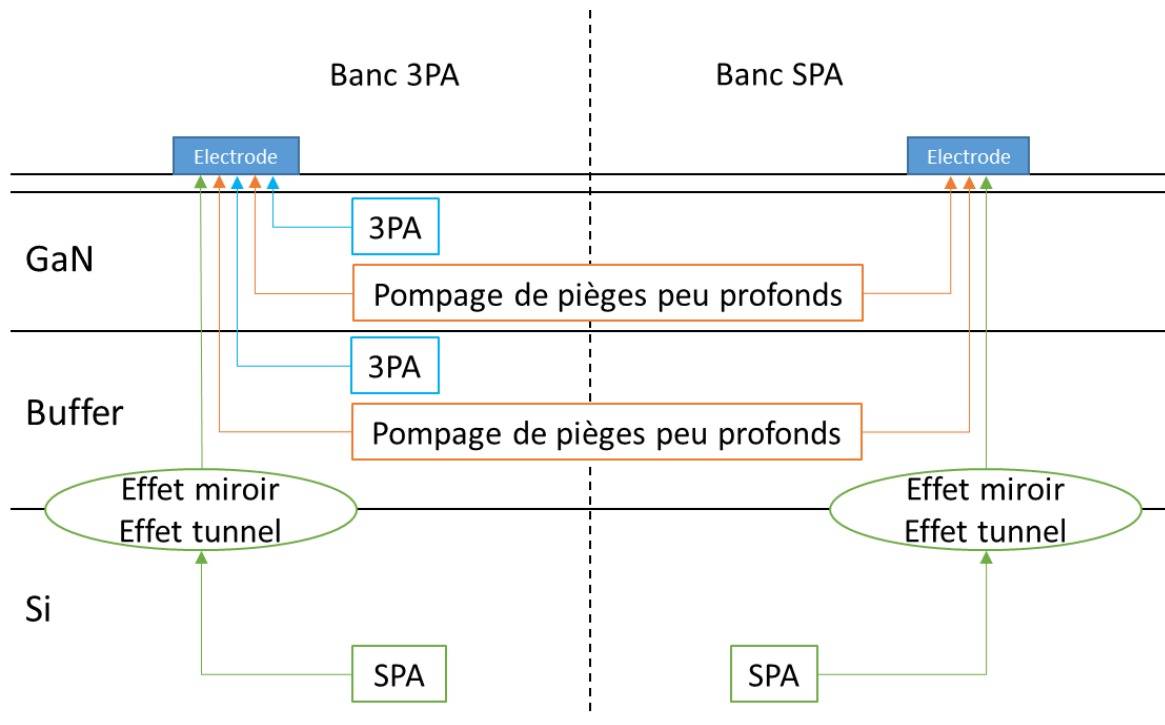 Banc 3PA
Banc SPA
Electrode
Electrode
3PA
GaN
Pompage de pièges peu profonds
3PA
Buffer
Pompage de pièges peu profonds
Effet miroir
Effet tunnel
Effet miroir
Effet tunnel
Si
SPA
SPA